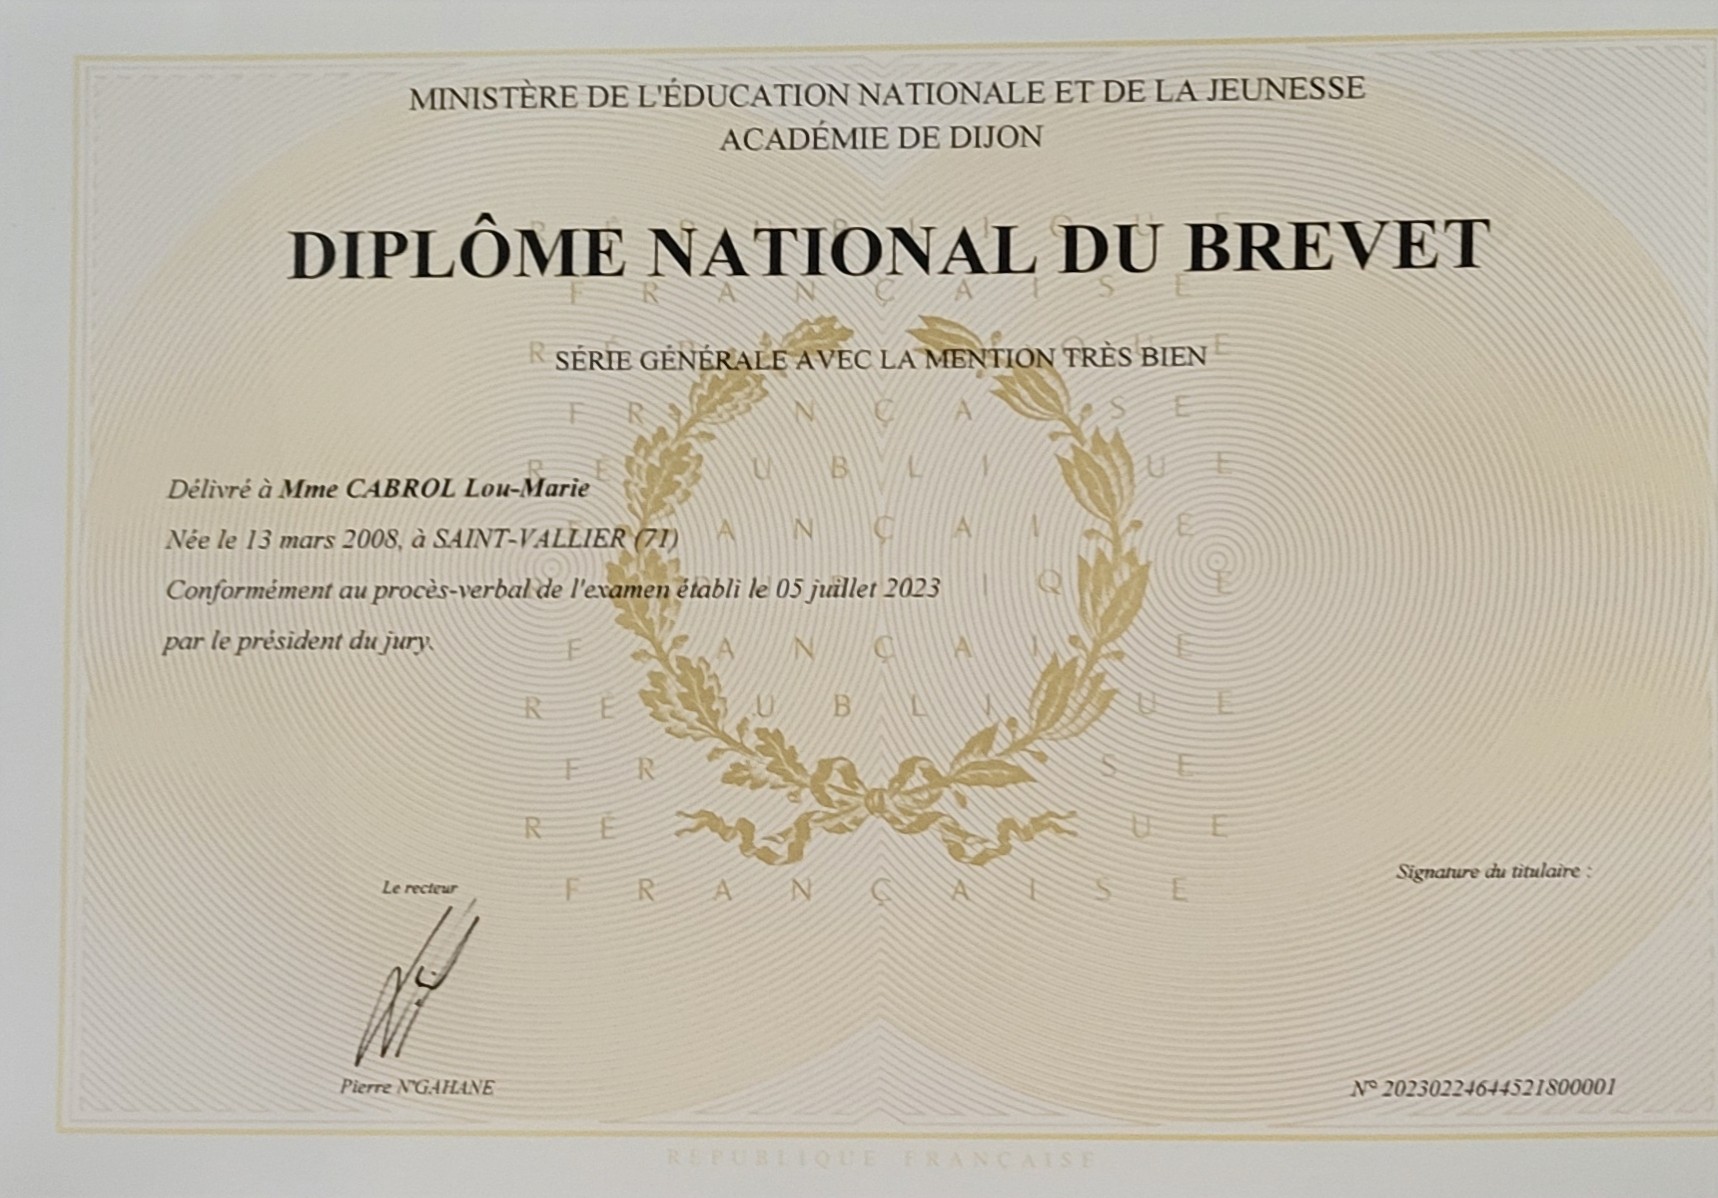 MINISTÈRE DE L'ÉDUCATION NATIONALE ET DE LA JEUNESSE
ACADÉMIE DE DIJON
DIPLÔME NATIONAL DU BREVET
SÉRIE GÉNÉRALE AVEC LA MENTION TRÈS BIEN
Délivré à Mme CABROL Lou-Marie
Née le 13 mars 2008, à SAINT-VALLIER (71)
Conformément au procès-verbal de l'examen établi le 05 juillet 2023
par le président du jury.
Le recteur
Signature du titulaire :
Pierre N'GAHANE
N° 20230224644521800001
RÉPUBLIQUE FRANÇAISE